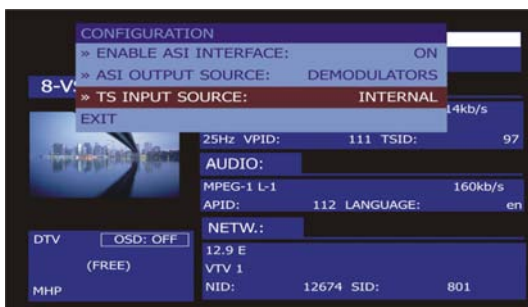 CONFIGURATION
» ENABLE ASI INTERFACE: ON
» ASI OUTPUT SOURCE: DEMODULATORS
» TS INPUT SOURCE: INTERNAL
EXIT
8-V
14kb/s
25Hz VPID: 111 TSID: 97
AUDIO:
MPEG-1 L-1 160kb/s
APID: 112 LANGUAGE: en
NETW.:
12.9 E
VTV 1
NID: 12674 SID: 801
DTV OSD: OFF
(FREE)
MHP